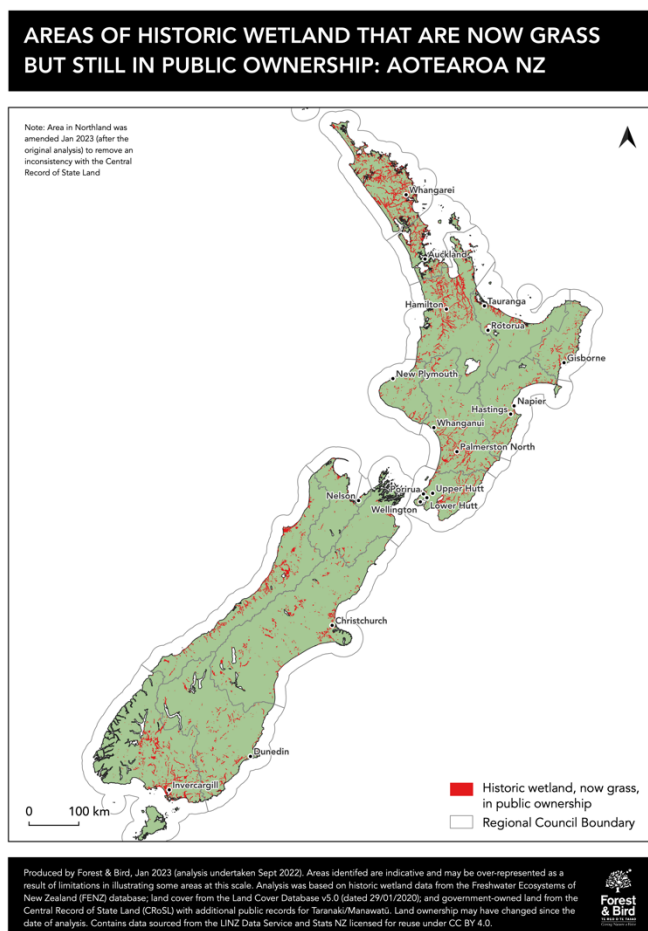 AREAS OF HISTORIC WETLAND THAT ARE NOW GRASS
BUT STILL IN PUBLIC OWNERSHIP: AOTEAROA NZ
Note: Area in Northland was
amended Jan 2023 (after the
original analysis) to remove an
inconsistency with the Central
Record of State Land
Whangarei
Auckland
Hamilton
Tauranga
Rotorua
Gisborne
New Plymouth
Napier
Hastings
Whanganui
Palmerston North
Nelson
Porirua
Upper Hutt
Wellington
Lower Hutt
Christchurch
Dunedin
Invercargill
0 100 km
Historic wetland, now grass,
in public ownership
Regional Council Boundary
Produced by Forest & Bird, Jan 2023 (analysis undertaken Sept 2022). Areas identifed are indicative and may be over-represented as a
result of limitations in illustrating some areas at this scale. Analysis was based on historic wetland data from the Freshwater Ecosystems of
New Zealand (FENZ) database; land cover from the Land Cover Database v5.0 (dated 29/01/2020); and government-owned land from the
Central Record of State Land (CRoSL) with additional public records for Taranaki/Manawatū. Land ownership may have changed since the
date of analysis. Contains data sourced from the LINZ Data Service and Stats NZ licensed for reuse under CC BY 4.0.
Forest
& Bird